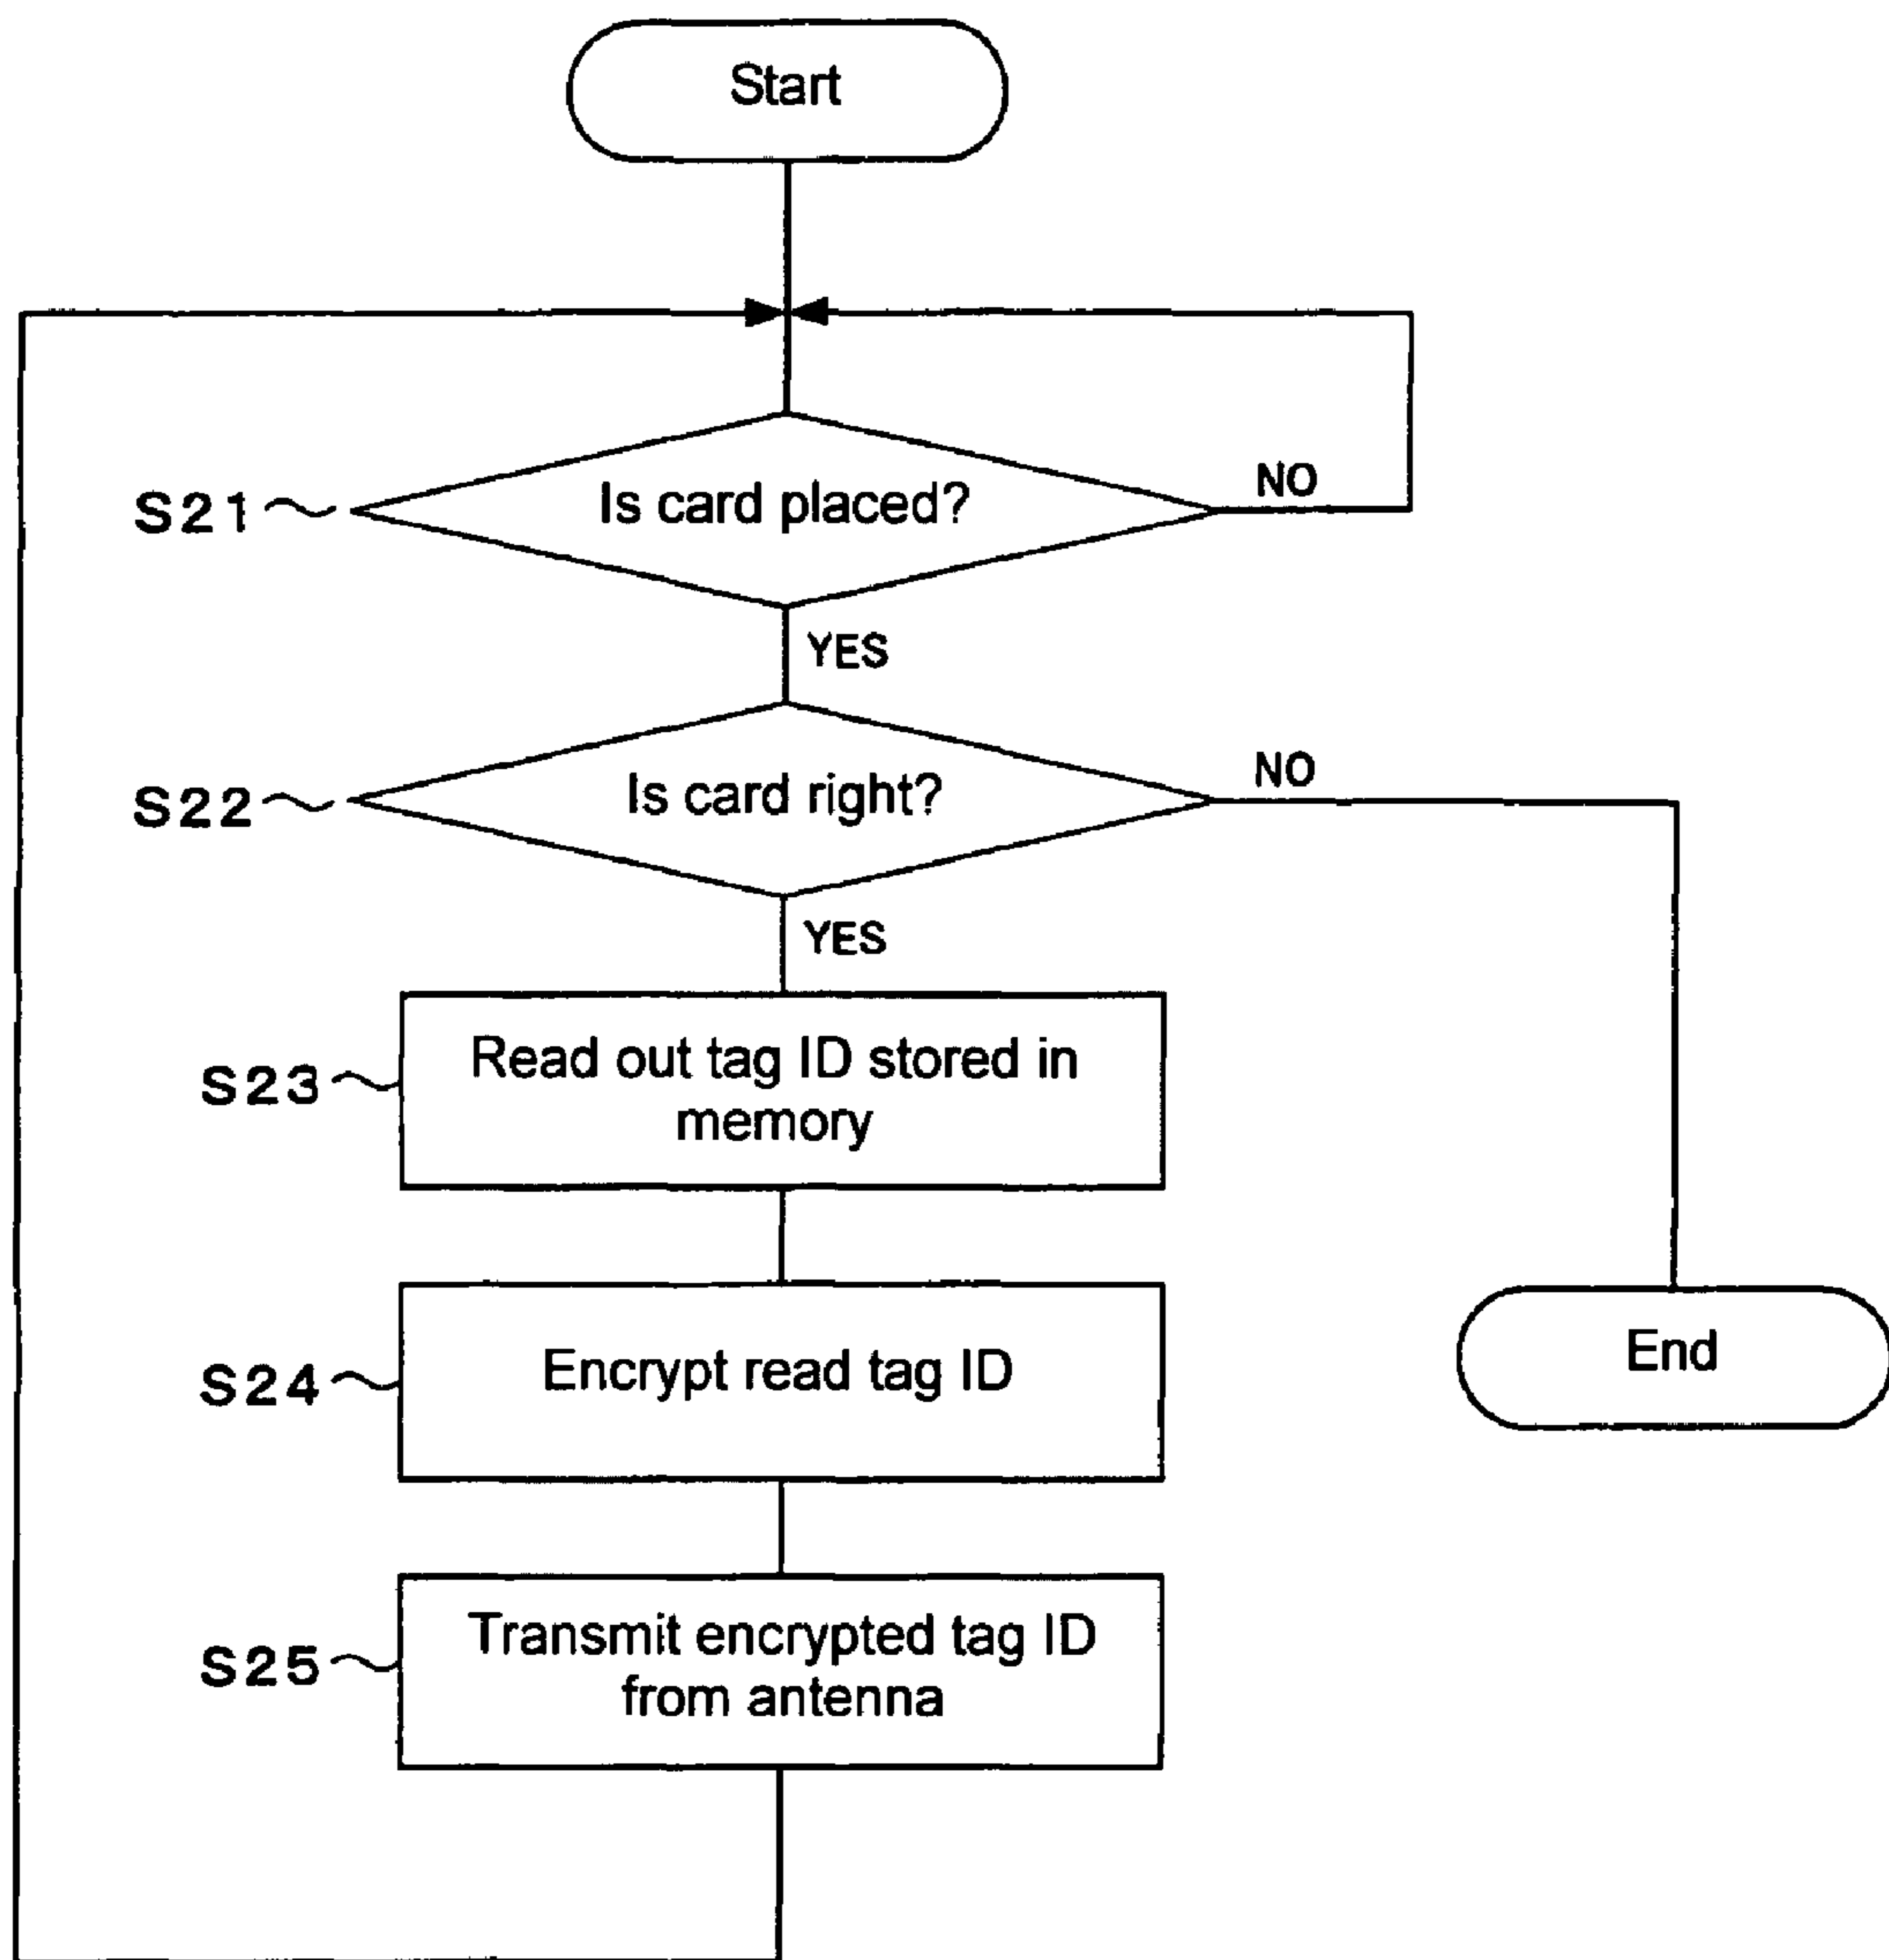 Start
S21
Is card placed?
NO
YES
S22
Is card right?
NO
YES
S23
Read out tag ID stored in
memory
S24
Encrypt read tag ID
End
S25
Transmit encrypted tag ID
from antenna